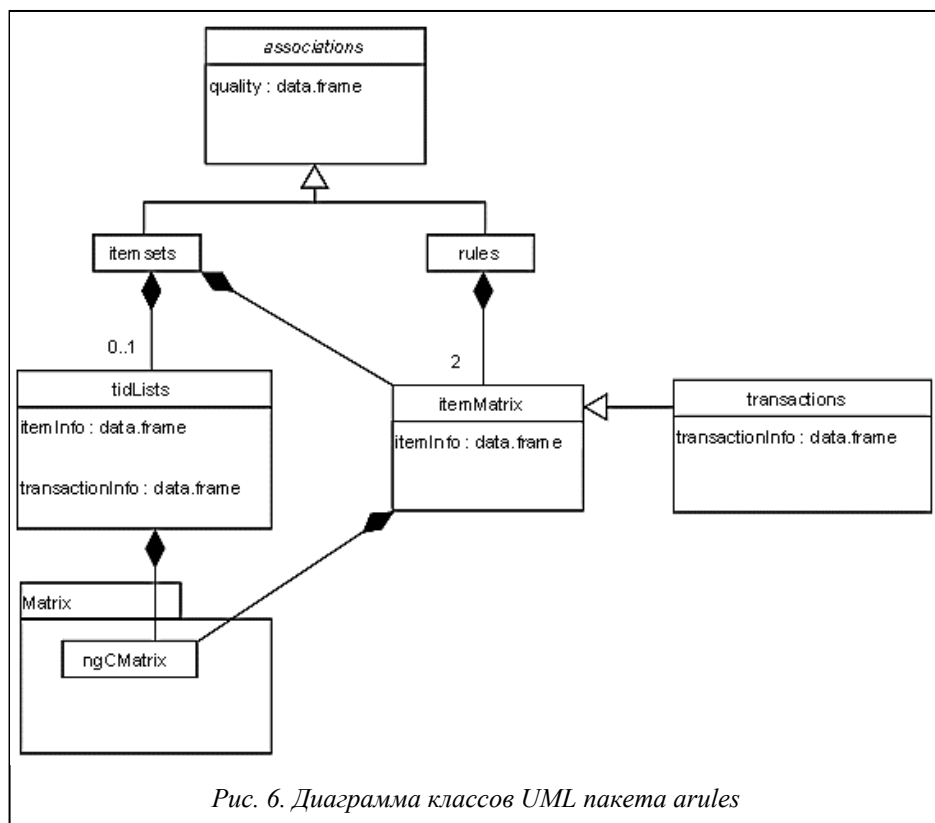 associations
quality : data.frame
itemsets
rules
0..1
2
tidLists
itemInfo : data.frame
transactionInfo : data.frame
itemMatrix
itemInfo : data.frame
transactions
transactionInfo : data.frame
Matrix
ngCMatrix
Рис. 6. Диаграмма классов UML пакета arules